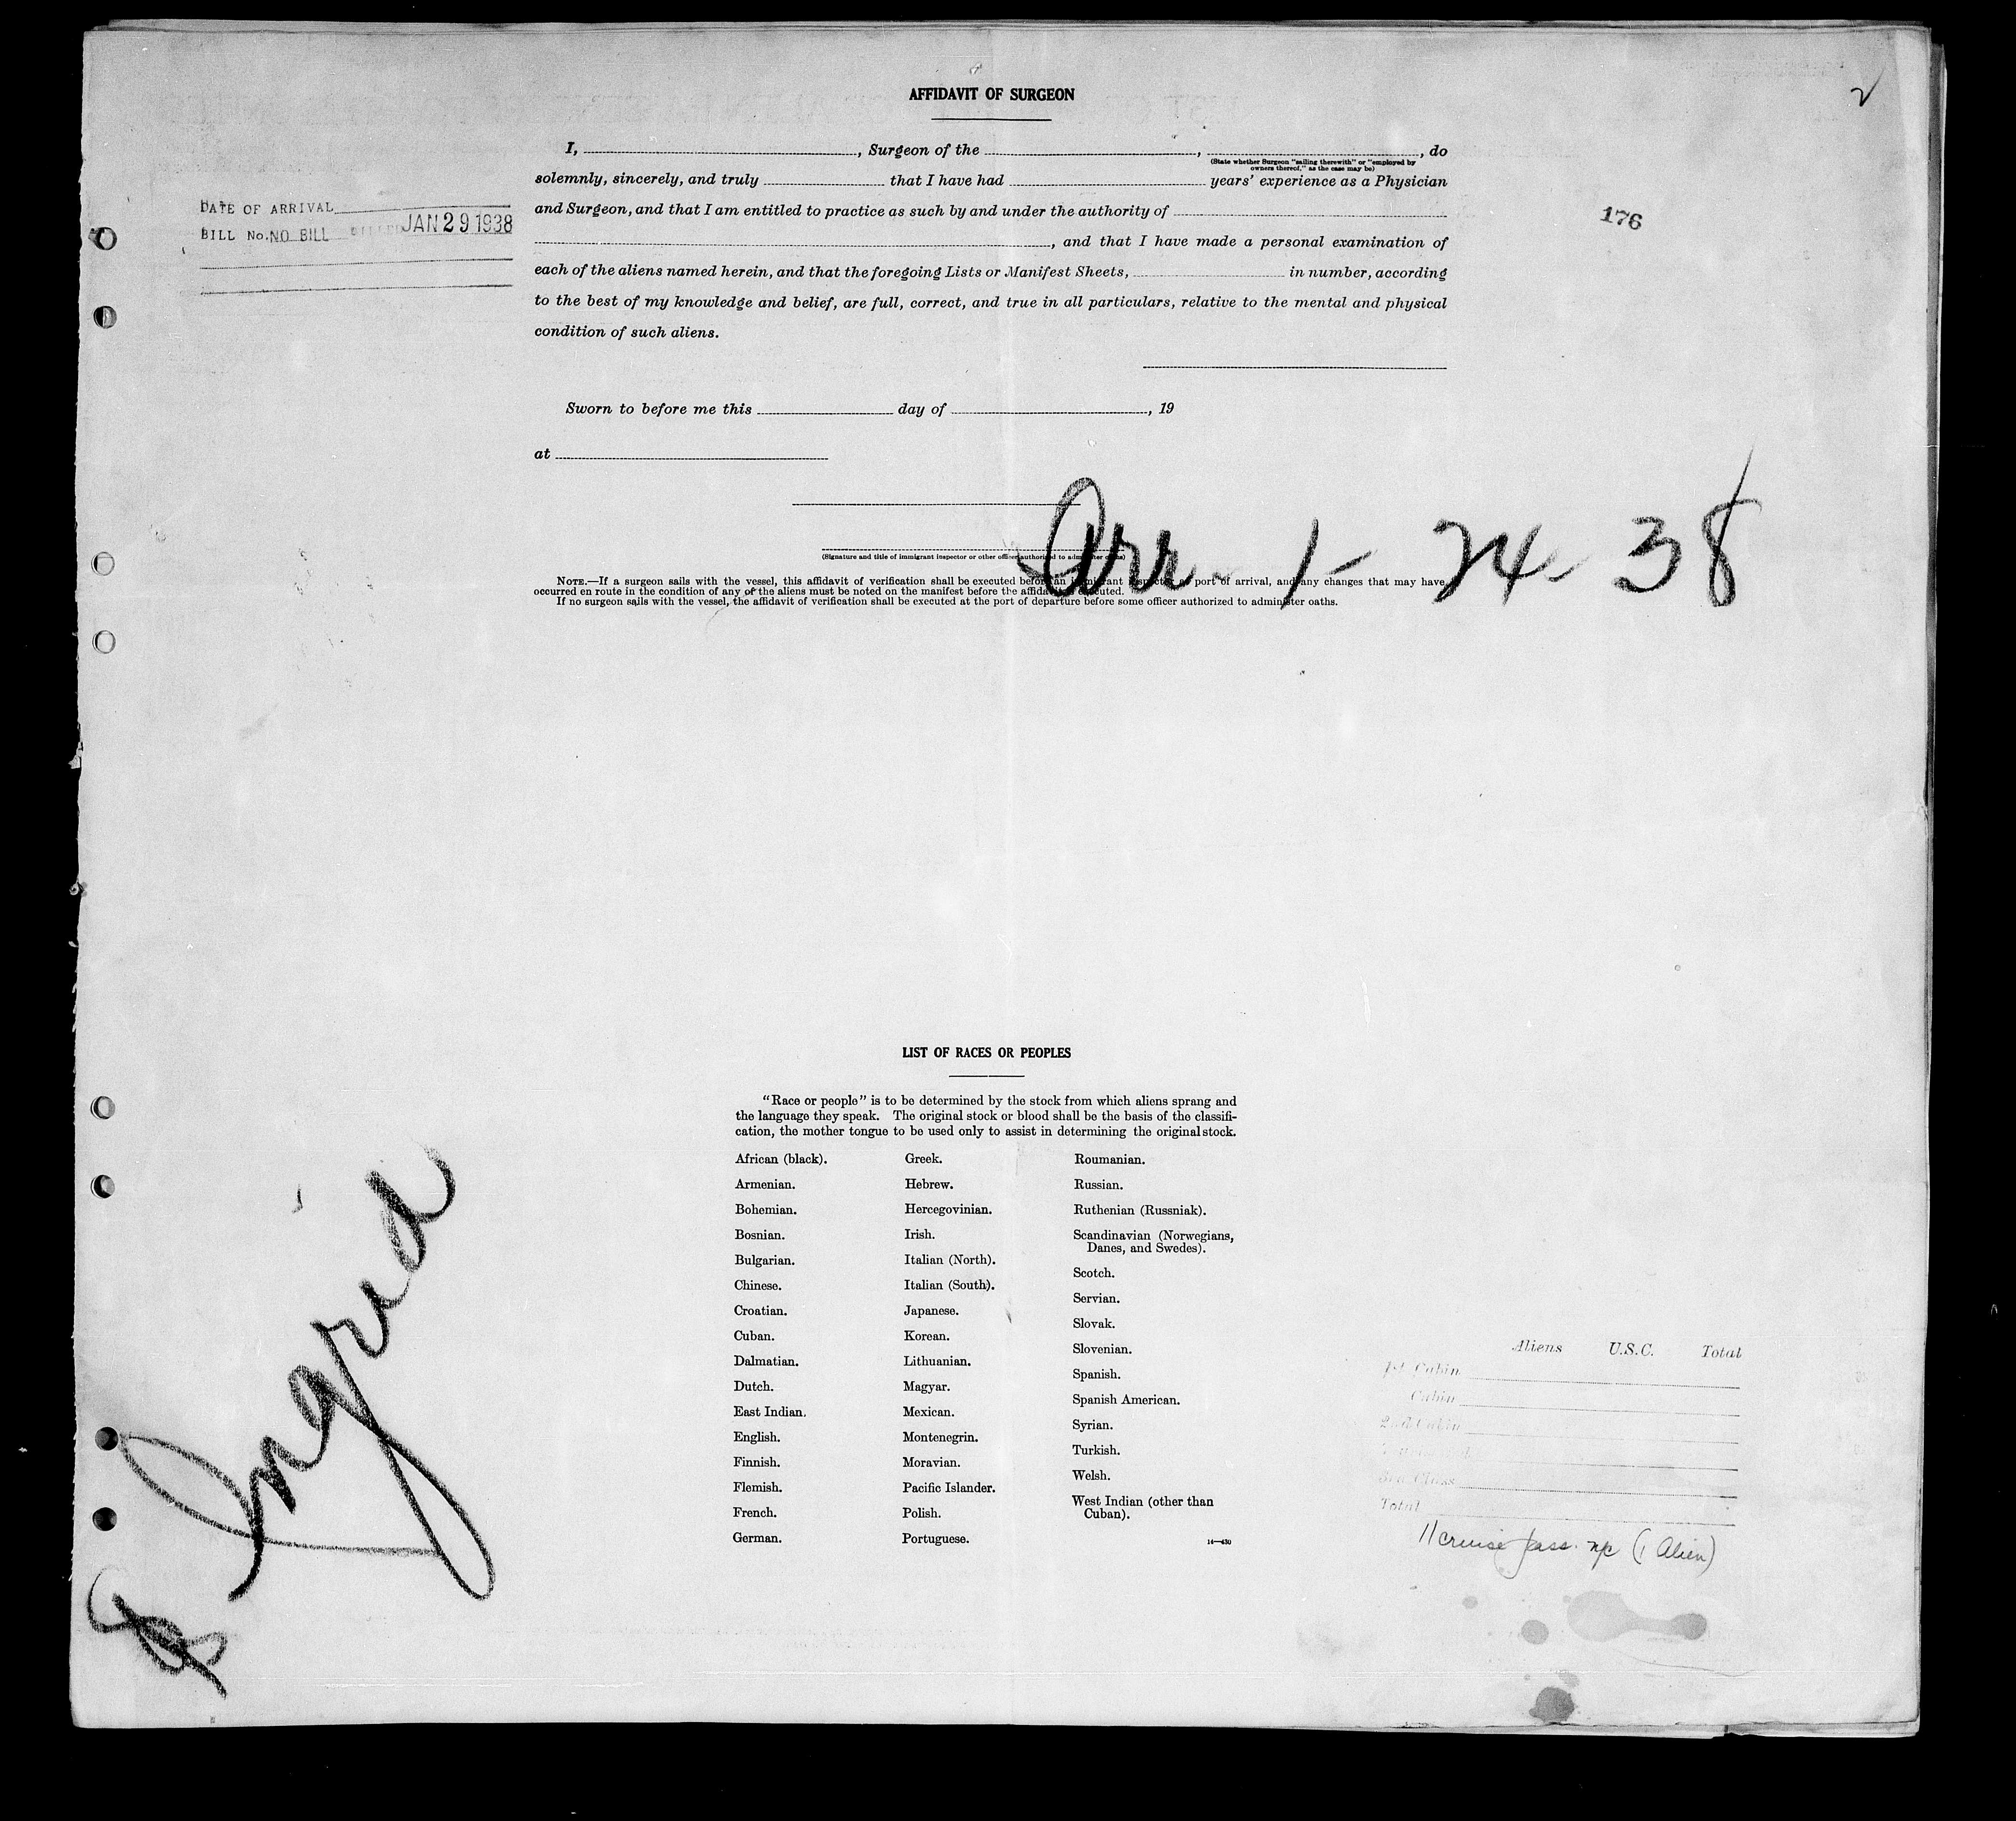 AFFIDAVIT OF SURGEON
2
I, , Surgeon of the , , do
(State whether Surgeon "sailing therewith" or "employed by
owners thereof," as the case may be)
solemnly, sincerely, and truly that I have had years' experience as a Physician
and Surgeon, and that I am entitled to practice as such by and under the authority of
, and that I have made a personal examination of
each of the aliens named herein, and that the foregoing Lists or Manifest Sheets, in number, according
to the best of my knowledge and belief, are full, correct, and true in all particulars, relative to the mental and physical
condition of such aliens.
DATE OF ARRIVAL
BILL No. NO BILL BILLED JAN 29 1938
176
Sworn to before me this day of , 19
at
Arr. 1- 24- 38
(Signature and title of immigrant inspector or other officer authorized to administer oaths)
NOTE.—If a surgeon sails with the vessel, this affidavit of verification shall be executed before an immigrant inspector at port of arrival, and any changes that may have
occurred en route in the condition of any of the aliens must be noted on the manifest before the affidavit is executed.
If no surgeon sails with the vessel, the affidavit of verification shall be executed at the port of departure before some officer authorized to administer oaths.
LIST OF RACES OR PEOPLES
"Race or people" is to be determined by the stock from which aliens sprang and
the language they speak. The original stock or blood shall be the basis of the classifi-
cation, the mother tongue to be used only to assist in determining the original stock.
African (black).
Armenian.
Bohemian.
Bosnian.
Bulgarian.
Chinese.
Croatian.
Cuban.
Dalmatian.
Dutch.
East Indian.
English.
Finnish.
Flemish.
French.
German.
Greek.
Hebrew.
Hercegovinian.
Irish.
Italian (North).
Italian (South).
Japanese.
Korean.
Lithuanian.
Magyar.
Mexican.
Montenegrin.
Moravian.
Pacific Islander.
Polish.
Portuguese.
Roumanian.
Russian.
Ruthenian (Russniak).
Scandinavian (Norwegians,
Danes, and Swedes).
Scotch.
Servian.
Slovak.
Slovenian.
Spanish.
Spanish American.
Syrian.
Turkish.
Welsh.
West Indian (other than
Cuban).
14—430
Ingrid
Aliens U.S.C. Total
1st Cabin
Cabin
2nd Cabin
3rd Class
Total
11 cruise pass. n/c (1 Alien)